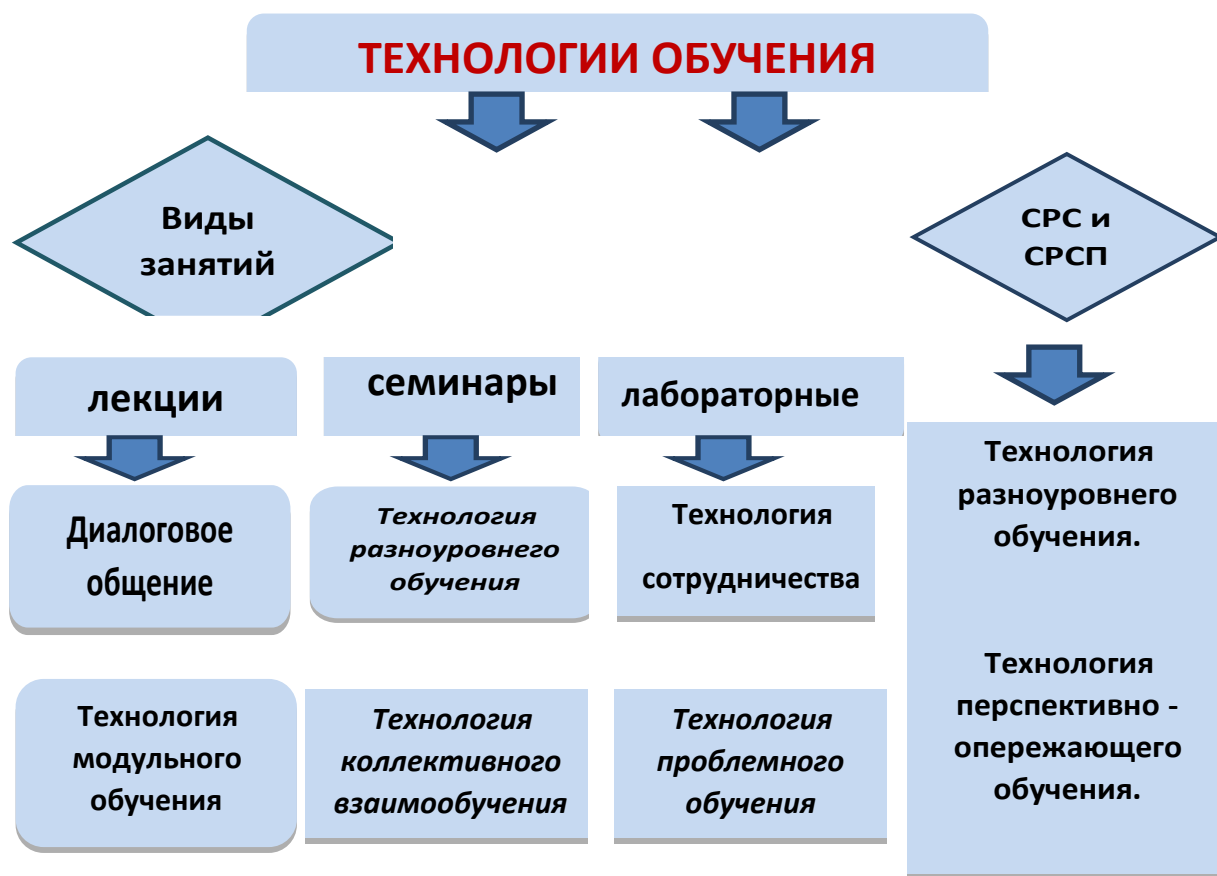 ТЕХНОЛОГИИ ОБУЧЕНИЯ
Виды
занятий
СРС и
СРСП
лекции
семинары
лабораторные
Диалоговое
общение
Технология
разноуровнего
обучения
Технология
сотрудничества
Технология
разноуровнего
обучения.
Технология
перспективно -
опережающего
обучения.
Технология
модульного
обучения
Технология
коллективного
взаимообучения
Технология
проблемного
обучения